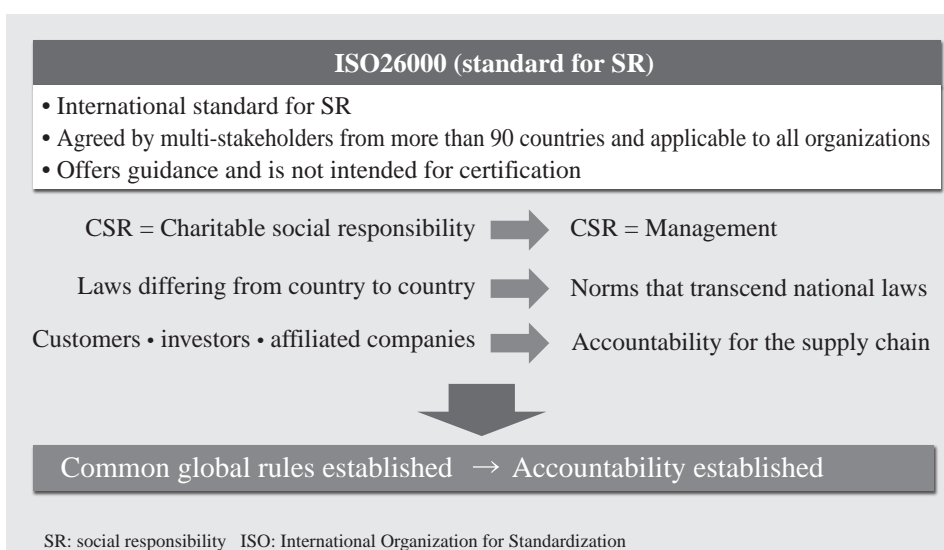 ISO26000 (standard for SR)
• International standard for SR
• Agreed by multi-stakeholders from more than 90 countries and applicable to all organizations
• Offers guidance and is not intended for certification
CSR = Charitable social responsibility CSR = Management
Laws differing from country to country Norms that transcend national laws
Customers • investors • affiliated companies Accountability for the supply chain
Common global rules established → Accountability established
SR: social responsibility ISO: International Organization for Standardization